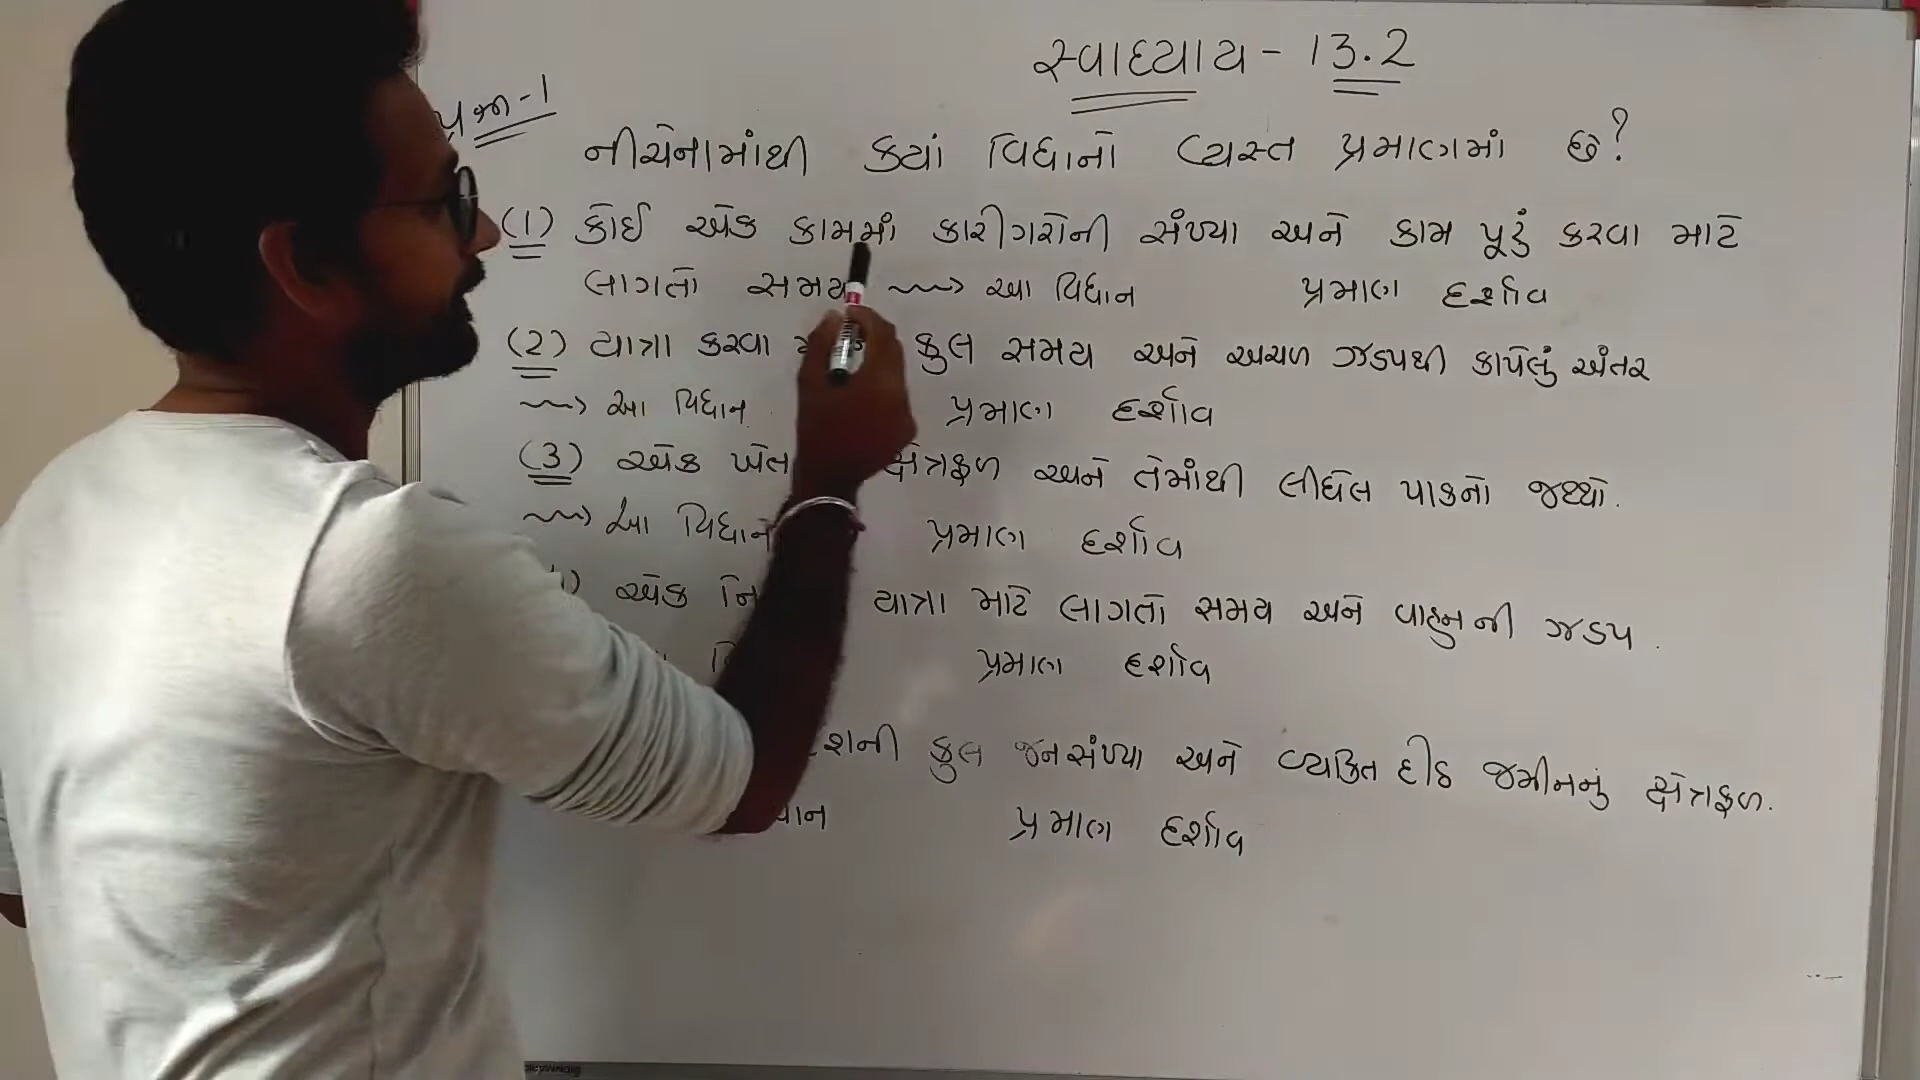 સ્વાધ્યાય - 13.2
પ્રશ્ન - 1
નીચેનામાંથી કયાં વિધાનો વ્યસ્ત પ્રમાણમાં છે?
(1) કોઈ એક કામમાં કારીગરોની સંખ્યા અને કામ પૂરું કરવા માટે
લાગતો સમય આ વિધાન પ્રમાણ દર્શાવે
(2) યાત્રા કરવા કુલ સમય અને અચળ ઝડપથી કાપેલું અંતર
આ વિધાન પ્રમાણ દર્શાવે
(3) એક ક્ષેત્રફળ અને તેમાંથી લીધેલ પાકનો જથ્થો.
આ વિધાન પ્રમાણ દર્શાવે
એક યાત્રા માટે લાગતો સમય અને વાહનની ઝડપ.
પ્રમાણ દર્શાવે
કુલ જનસંખ્યા અને વ્યક્તિ દીઠ જમીનનું ક્ષેત્રફળ.
પ્રમાણ દર્શાવે